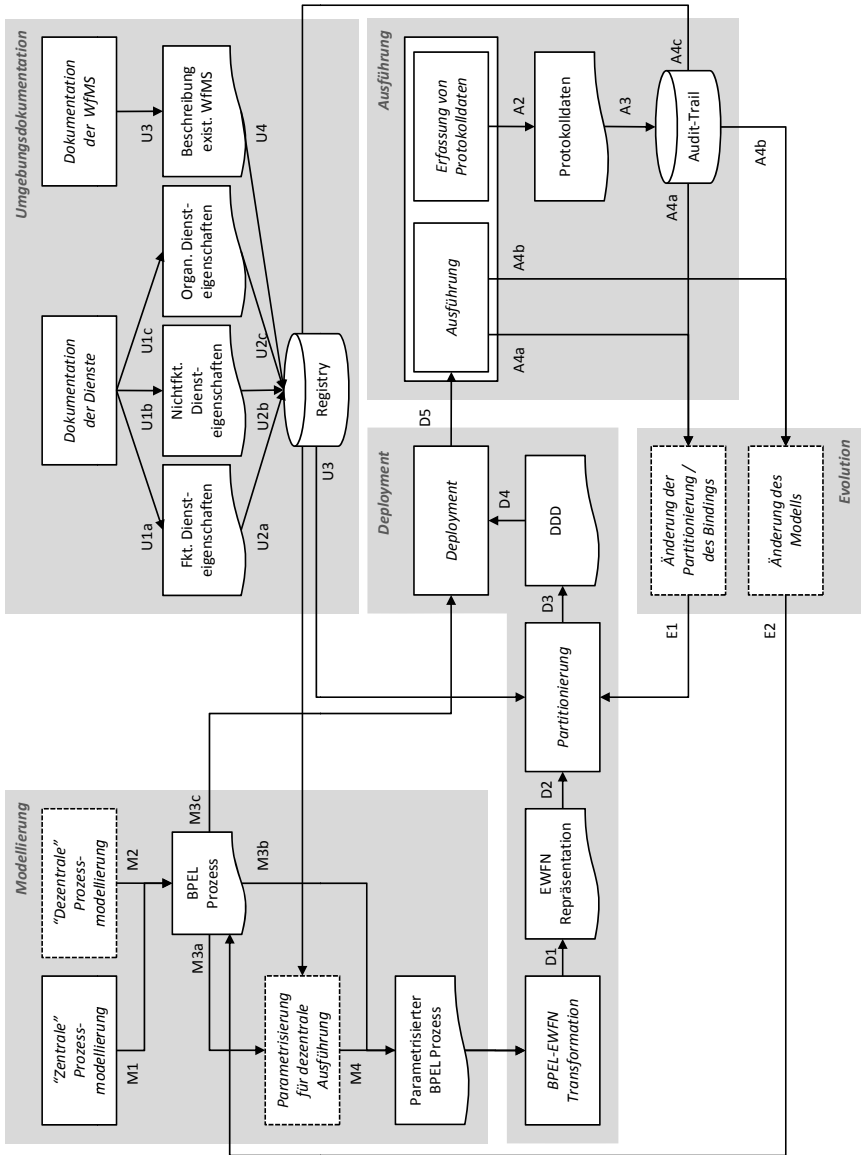 Modellierung
"Zentrale"
Prozess-
modellierung
"Dezentrale"
Prozess-
modellierung
M1
M2
BPEL
Prozess
M3a
M3b
M3c
Parametrisierung
für dezentrale
Ausführung
M4
Parametrisierter
BPEL Prozess
Umgebungsdokumentation
Dokumentation
der Dienste
Dokumentation
der WfMS
U1a
U1b
U1c
U3
Fkt. Dienst-
eigenschaften
Nichtfkt.
Dienst-
eigenschaften
Organ. Dienst-
eigenschaften
Beschreibung
exist. WfMS
U2a
U2b
U2c
U4
Registry
U3
Deployment
BPEL-EWFN
Transformation
D1
EWFN
Repräsentation
D2
Partitionierung
D3
DDD
D4
Deployment
D5
Ausführung
Ausführung
Erfassung von
Protokolldaten
A4a
A4b
A2
Protokolldaten
A3
Audit-Trail
A4a
A4b
A4c
Evolution
Änderung der
Partitionierung /
des Bindings
Änderung des
Modells
E1
E2